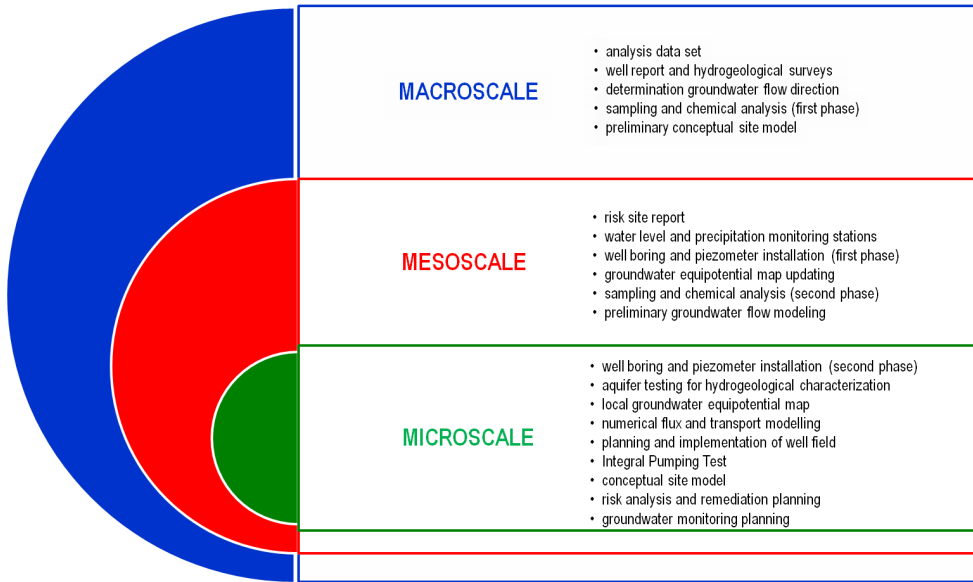 MACROSCALE
• analysis data set
• well report and hydrogeological surveys
• determination groundwater flow direction
• sampling and chemical analysis (first phase)
• preliminary conceptual site model
MESOSCALE
• risk site report
• water level and precipitation monitoring stations
• well boring and piezometer installation (first phase)
• groundwater equipotential map updating
• sampling and chemical analysis (second phase)
• preliminary groundwater flow modeling
MICROSCALE
• well boring and piezometer installation (second phase)
• aquifer testing for hydrogeological characterization
• local groundwater equipotential map
• numerical flux and transport modelling
• planning and implementation of well field
• Integral Pumping Test
• conceptual site model
• risk analysis and remediation planning
• groundwater monitoring planning